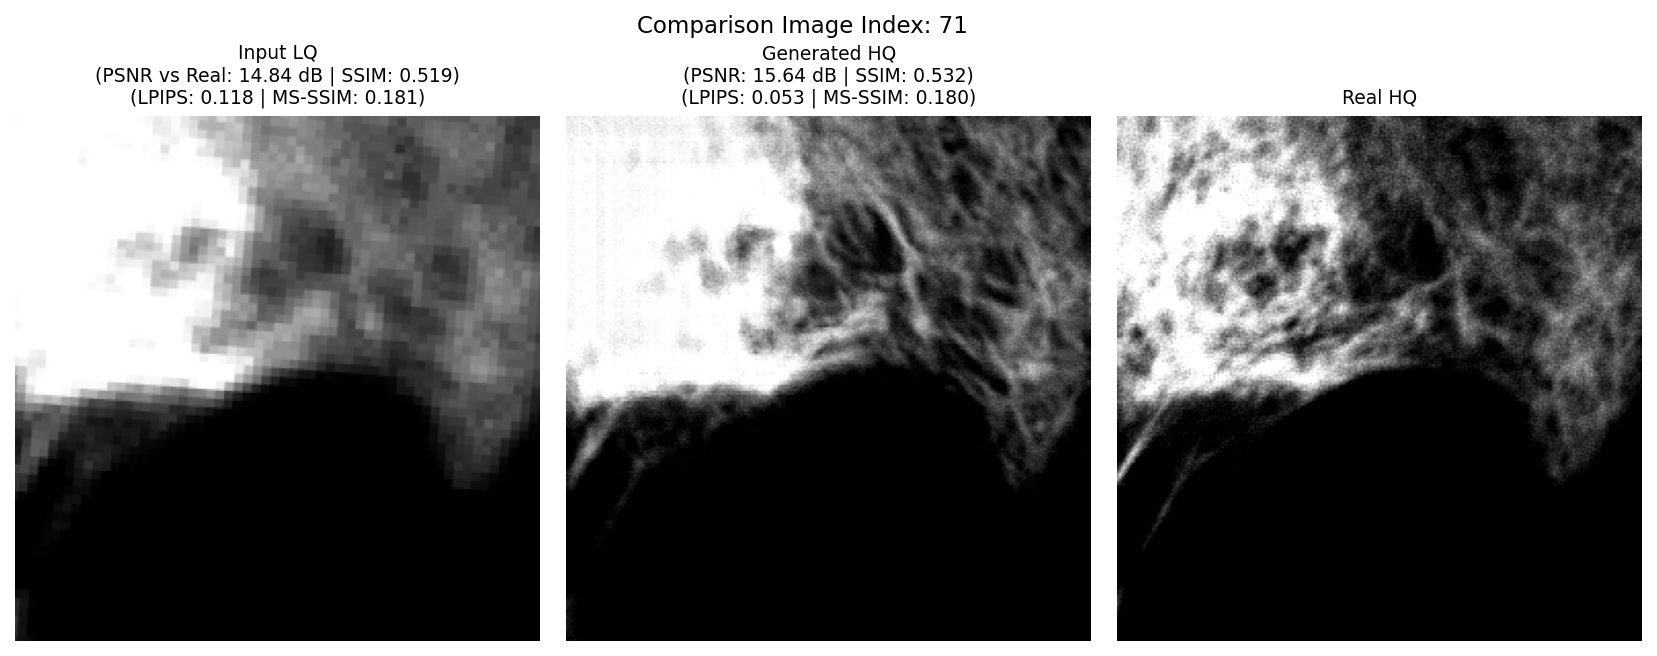 Comparison Image Index: 71
Input LQ
(PSNR vs Real: 14.84 dB | SSIM: 0.519)
(LPIPS: 0.118 | MS-SSIM: 0.181)
Generated HQ
(PSNR: 15.64 dB | SSIM: 0.532)
(LPIPS: 0.053 | MS-SSIM: 0.180)
Real HQ